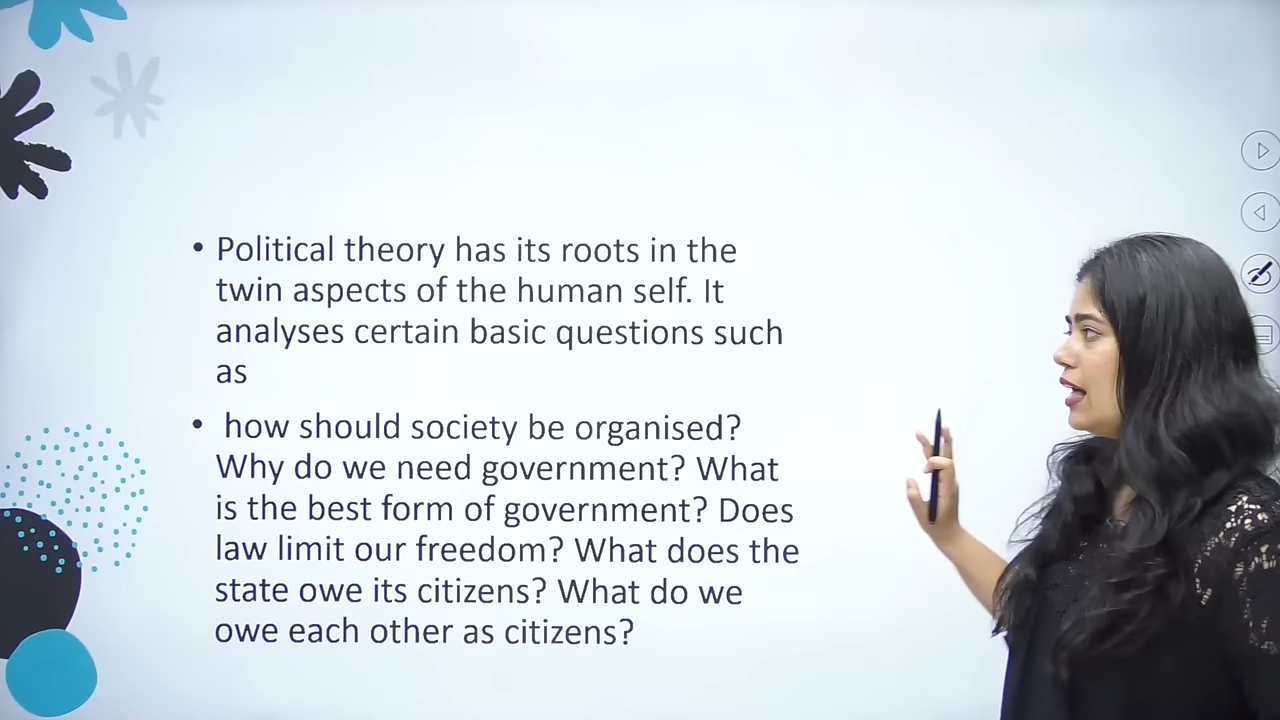 • Political theory has its roots in the
twin aspects of the human self. It
analyses certain basic questions such
as
• how should society be organised?
Why do we need government? What
is the best form of government? Does
law limit our freedom? What does the
state owe its citizens? What do we
owe each other as citizens?